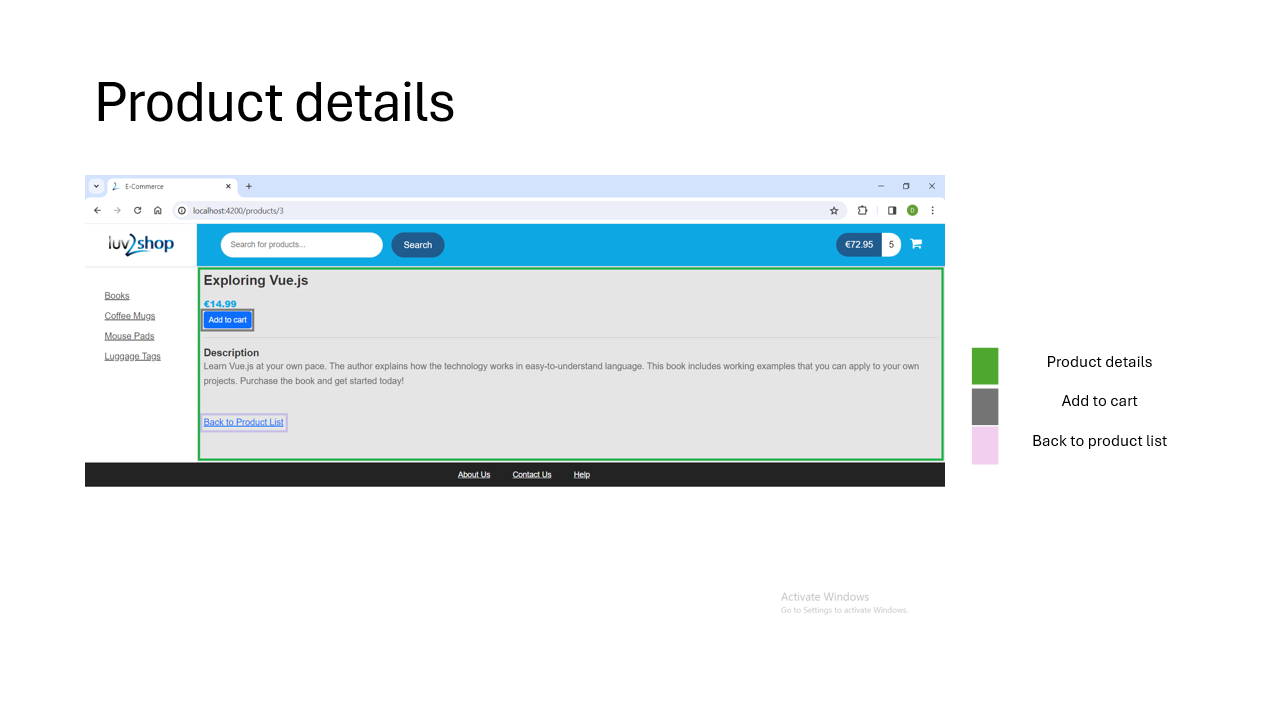 Product details
E-Commerce
localhost:4200/products/3
D
luv2shop
Search for products...
Search
€72.95
5
Books
Coffee Mugs
Mouse Pads
Luggage Tags
Exploring Vue.js
€14.99
Add to cart
Description
Learn Vue.js at your own pace. The author explains how the technology works in easy-to-understand language. This book includes working examples that you can apply to your own
projects. Purchase the book and get started today!
Back to Product List
About Us
Contact Us
Help
Product details
Add to cart
Back to product list
Activate Windows
Go to Settings to activate Windows.